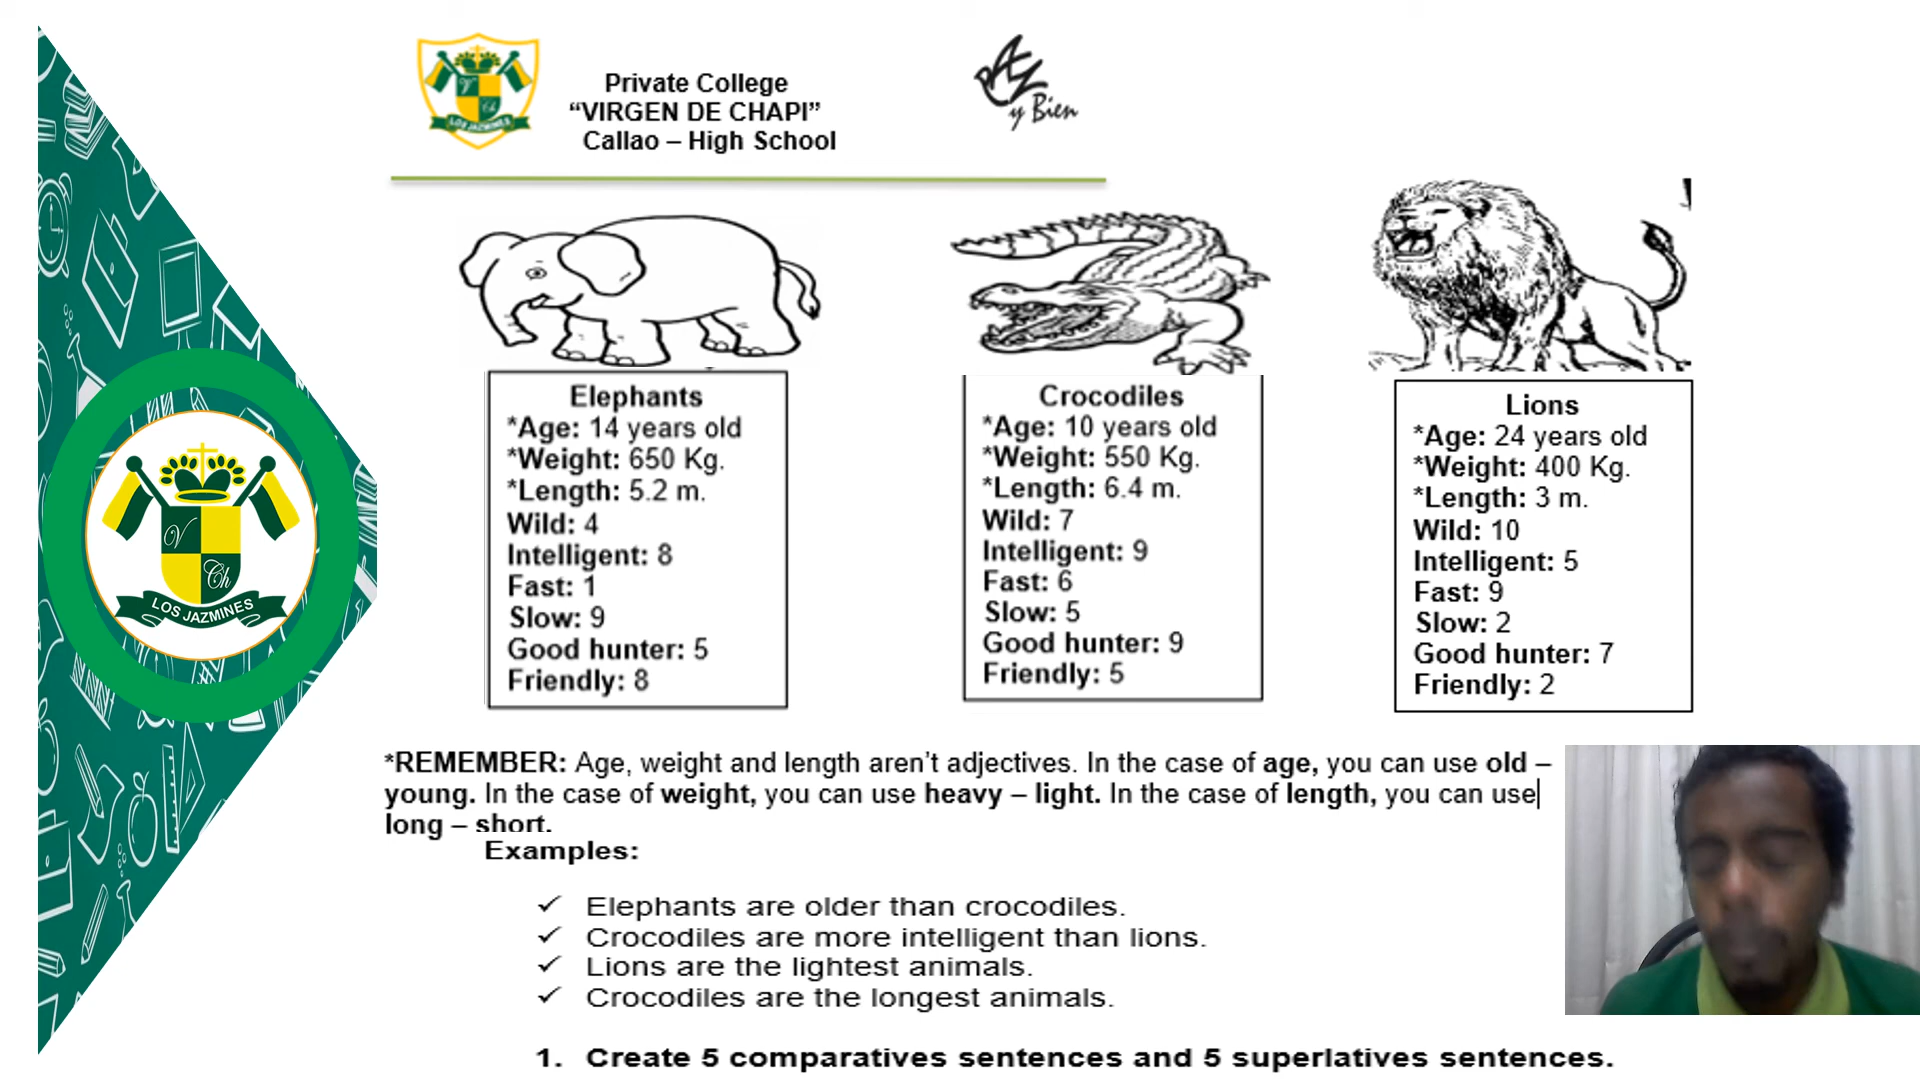 Private College
“VIRGEN DE CHAPI”
Callao – High School
PAZ
y Bien
V
Ch
LOS JAZMINES
Elephants
*Age: 14 years old
*Weight: 650 Kg.
*Length: 5.2 m.
Wild: 4
Intelligent: 8
Fast: 1
Slow: 9
Good hunter: 5
Friendly: 8
Crocodiles
*Age: 10 years old
*Weight: 550 Kg.
*Length: 6.4 m.
Wild: 7
Intelligent: 9
Fast: 6
Slow: 5
Good hunter: 9
Friendly: 5
Lions
*Age: 24 years old
*Weight: 400 Kg.
*Length: 3 m.
Wild: 10
Intelligent: 5
Fast: 9
Slow: 2
Good hunter: 7
Friendly: 2
V
Ch
LOS JAZMINES
*REMEMBER: Age, weight and length aren’t adjectives. In the case of age, you can use old –
young. In the case of weight, you can use heavy – light. In the case of length, you can use
long – short.
Examples:
✓ Elephants are older than crocodiles.
✓ Crocodiles are more intelligent than lions.
✓ Lions are the lightest animals.
✓ Crocodiles are the longest animals.
1. Create 5 comparatives sentences and 5 superlatives sentences.